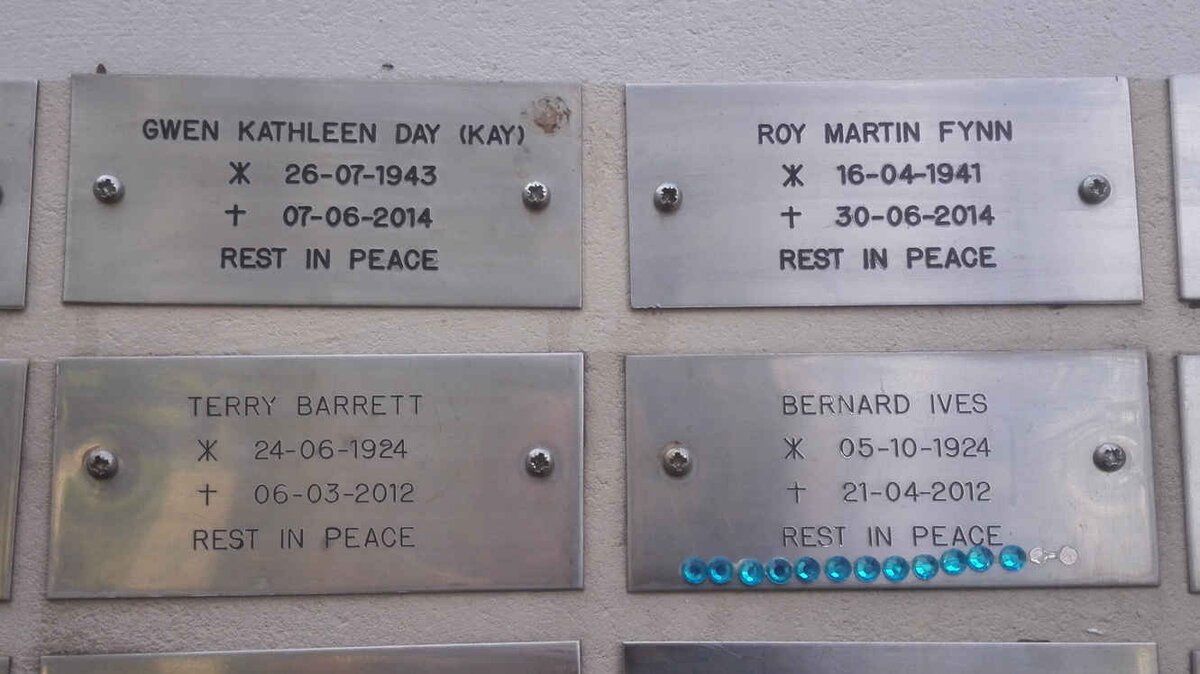 GWEN KATHLEEN DAY (KAY)
26-07-1943
† 07-06-2014
REST IN PEACE
ROY MARTIN FYNN
16-04-1941
† 30-06-2014
REST IN PEACE
TERRY BARRETT
24-06-1924
† 06-03-2012
REST IN PEACE
BERNARD IVES
05-10-1924
† 21-04-2012
REST IN PEACE